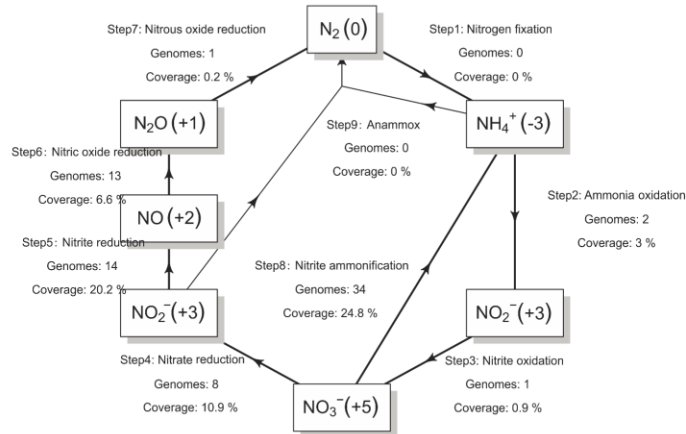 Step7: Nitrous oxide reduction
Genomes: 1
Coverage: 0.2 %
N₂(0)
Step1: Nitrogen fixation
Genomes: 0
Coverage: 0 %
N₂O(+1)
Step9: Anammox
Genomes: 0
Coverage: 0 %
NH₄⁺(-3)
Step6: Nitric oxide reduction
Genomes: 13
Coverage: 6.6 %
NO(+2)
Step2: Ammonia oxidation
Genomes: 2
Coverage: 3 %
Step5: Nitrite reduction
Genomes: 14
Coverage: 20.2 %
Step8: Nitrite ammonification
Genomes: 34
Coverage: 24.8 %
NO₂⁻(+3)
NO₂⁻(+3)
Step4: Nitrate reduction
Genomes: 8
Coverage: 10.9 %
NO₃⁻(+5)
Step3: Nitrite oxidation
Genomes: 1
Coverage: 0.9 %